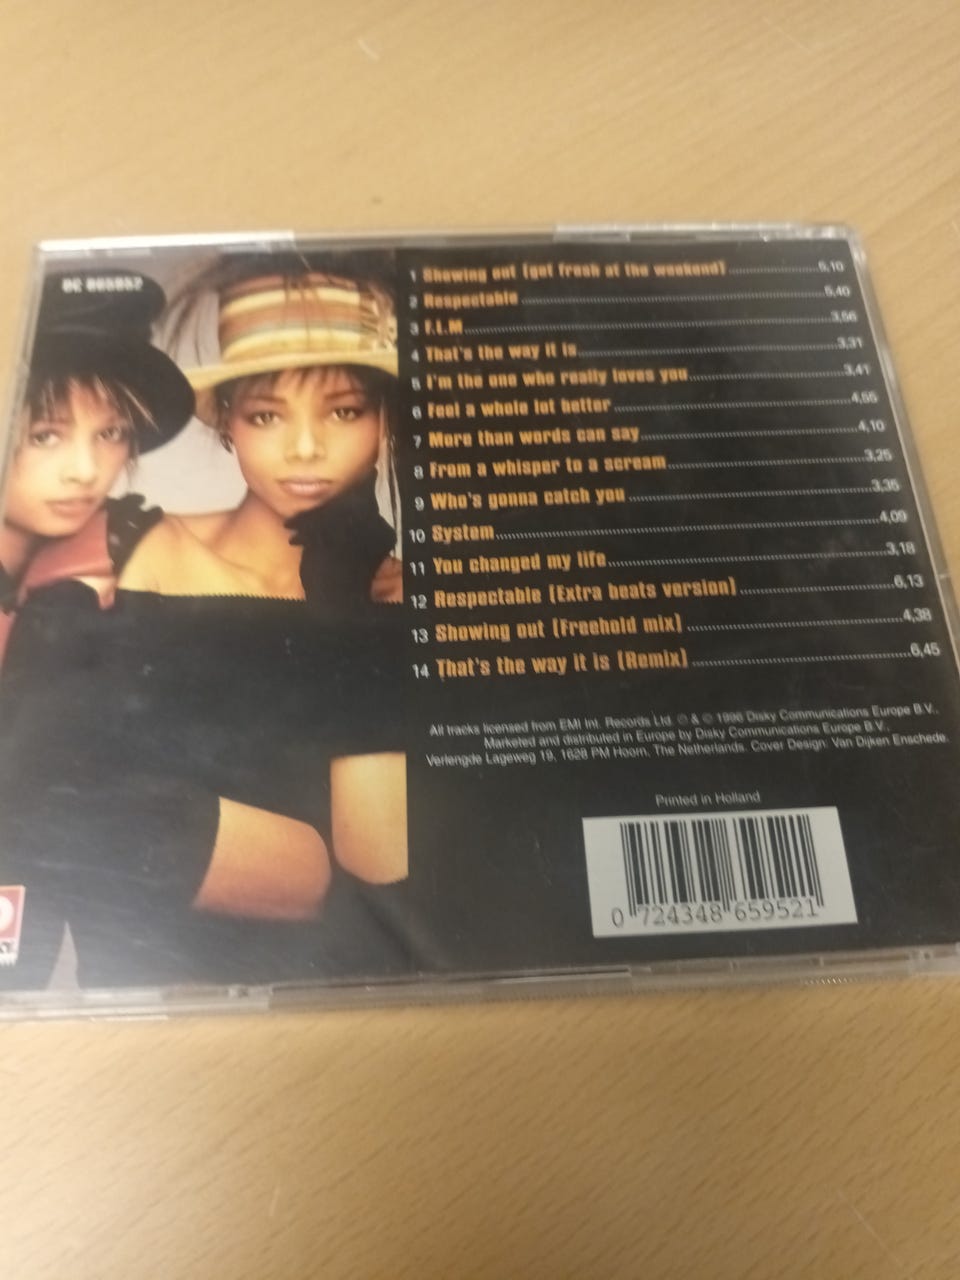 DC 865952
1 Showing out (get fresh at the weekend) 5,10
2 Respectable 5,40
3 F.L.M 3,56
4 That's the way it is 3,31
5 I'm the one who really loves you 3,41
6 Feel a whole lot better 4,55
7 More than words can say 4,10
8 From a whisper to a scream 3,25
9 Who's gonna catch you 3,35
10 System 4,09
11 You changed my life 3,18
12 Respectable (Extra beats version) 6,13
13 Showing out (Freehold mix) 4,38
14 That's the way it is (Remix) 6,45
All tracks licensed from EMI Int. Records Ltd. ℗ & © 1996 Disky Communications Europe B.V.,
Marketed and distributed in Europe by Disky Communications Europe B.V.,
Verlengde Lageweg 19, 1628 PM Hoorn, The Netherlands. Cover Design: Van Dijken Enschede.
Printed in Holland
0 724348 659521